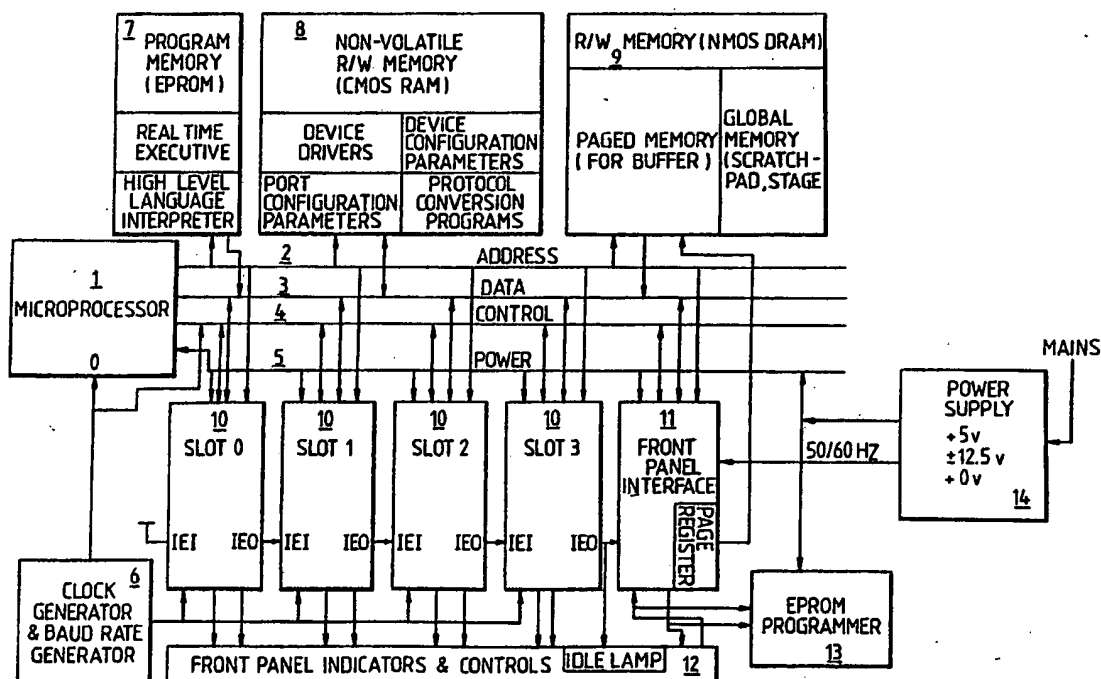 7
PROGRAM
MEMORY
(EPROM)
REAL TIME
EXECUTIVE
HIGH LEVEL
LANGUAGE
INTERPRETER
8
NON-VOLATILE
R/W MEMORY
(CMOS RAM)
DEVICE
DRIVERS
DEVICE
CONFIGURATION
PARAMETERS
PORT
CONFIGURATION
PARAMETERS
PROTOCOL
CONVERSION
PROGRAMS
R/W MEMORY (NMOS DRAM)
9
PAGED MEMORY
(FOR BUFFER)
GLOBAL
MEMORY
(SCRATCH-
PAD, STAGE
1
MICROPROCESSOR
0
2 ADDRESS
3 DATA
4 CONTROL
5 POWER
MAINS
POWER
SUPPLY
+5v
±12.5 v
+0v
14
50/60 HZ
10
SLOT 0
IEI IEO
10
SLOT 1
IEI IEO
10
SLOT 2
IEI IEO
10
SLOT 3
IEI IEO
11
FRONT
PANEL
INTERFACE
PAGE
REGISTER
6
CLOCK
GENERATOR
& BAUD RATE
GENERATOR
EPROM
PROGRAMMER
13
FRONT PANEL INDICATORS & CONTROLS IDLE LAMP 12